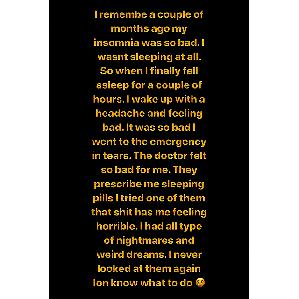 I remembe a couple of
months ago my
insomnia was so bad. I
wasnt sleeping at all.
So when I finally fell
asleep for a couple of
hours. I wake up with a
headache and feeling
bad. It was so bad I
went to the emergency
in tears. The doctor felt
so bad for me. They
prescribe me sleeping
pills I tried one of them
that shit has me feeling
horrible. I had all type
of nightmares and
weird dreams. I never
looked at them again
Ion know what to do 🥺